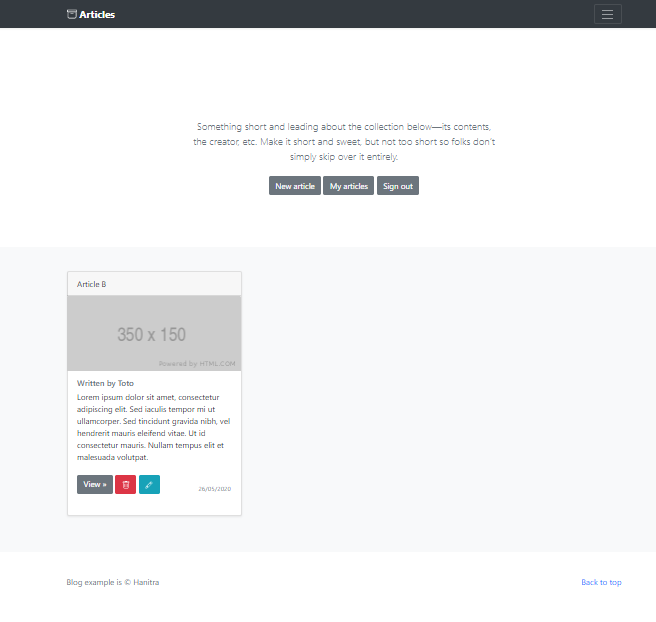 Articles
Something short and leading about the collection below—its contents,
the creator, etc. Make it short and sweet, but not too short so folks don't
simply skip over it entirely.
New article My articles Sign out
Article B
350 x 150
Powered by HTML.COM
Written by Toto
Lorem ipsum dolor sit amet, consectetur
adipiscing elit. Sed iaculis tempor mi ut
ullamcorper. Sed tincidunt gravida nibh, vel
hendrerit mauris eleifend vitae. Ut id
consectetur mauris. Nullam tempus elit et
malesuada volutpat.
View »
26/05/2020
Blog example is © Hanitra
Back to top